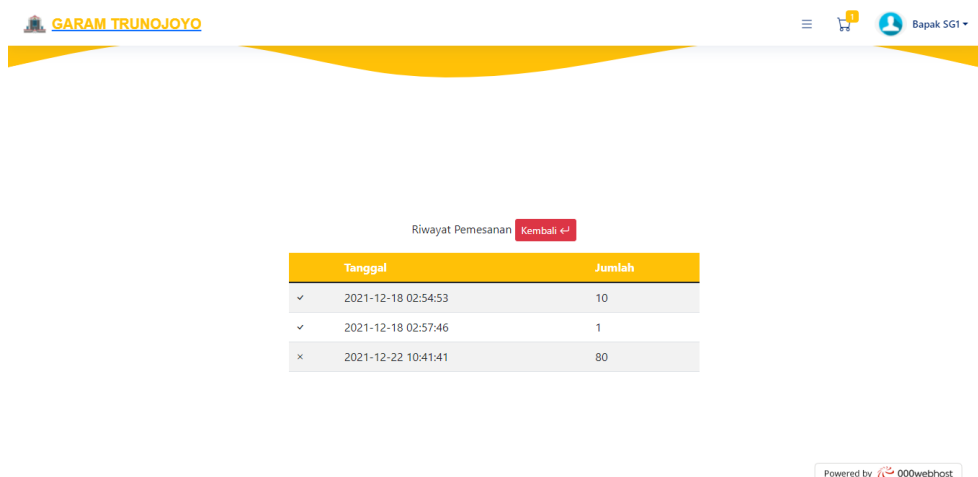 GARAM TRUNOJOYO
1
Bapak SG1
Riwayat Pemesanan Kembali
Tanggal Jumlah
2021-12-18 02:54:53 10
2021-12-18 02:57:46 1
2021-12-22 10:41:41 80
Powered by 000webhost